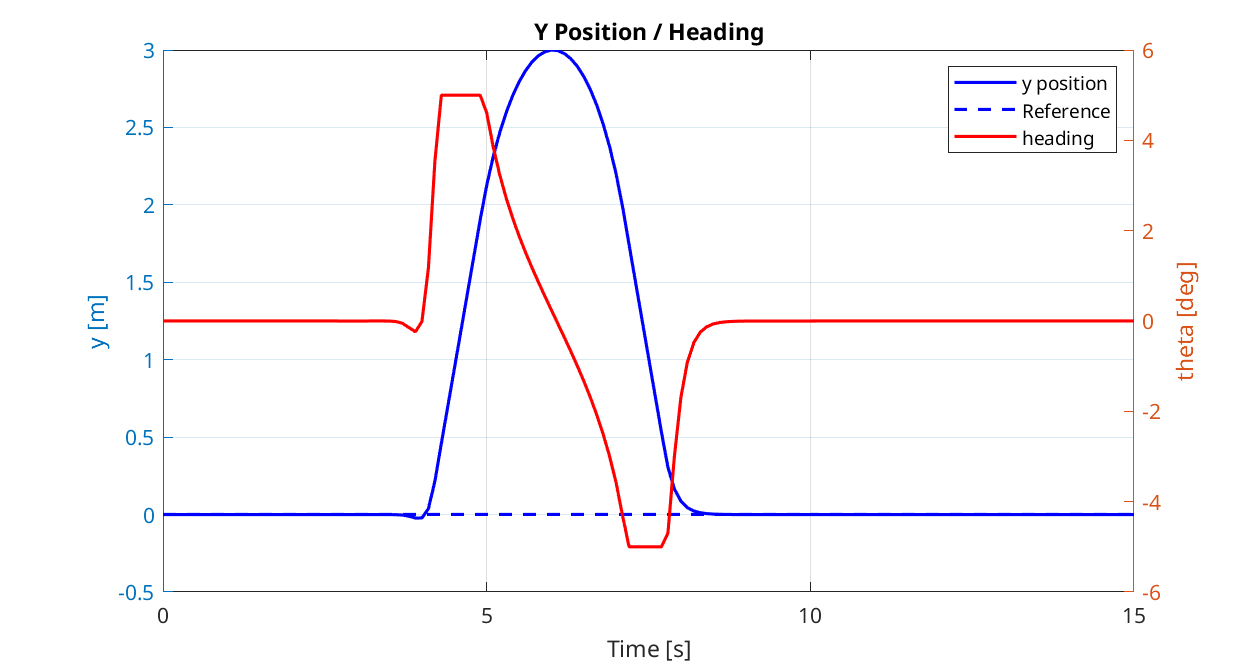 Y Position / Heading
y position
Reference
heading
3
2.5
2
1.5
1
0.5
0
-0.5
y [m]
6
4
2
0
-2
-4
-6
theta [deg]
0
5
10
15
Time [s]